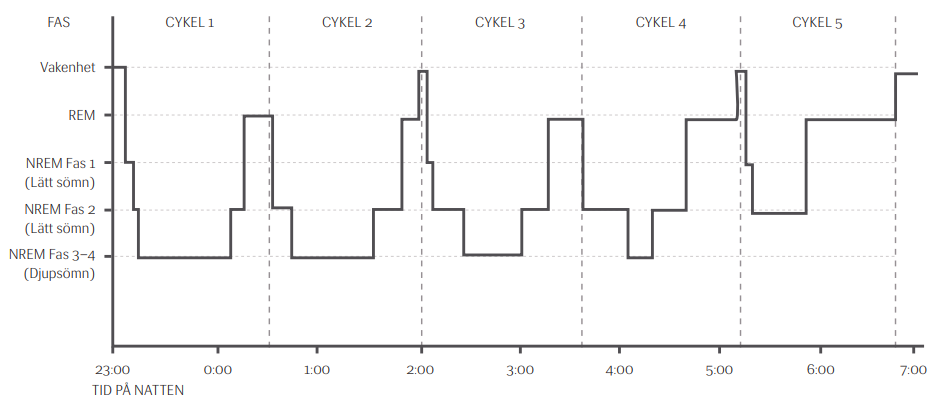 FAS
CYKEL 1
CYKEL 2
CYKEL 3
CYKEL 4
CYKEL 5
Vakenhet
REM
NREM Fas 1
(Lätt sömn)
NREM Fas 2
(Lätt sömn)
NREM Fas 3–4
(Djupsömn)
23:00
0:00
1:00
2:00
3:00
4:00
5:00
6:00
7:00
TID PÅ NATTEN